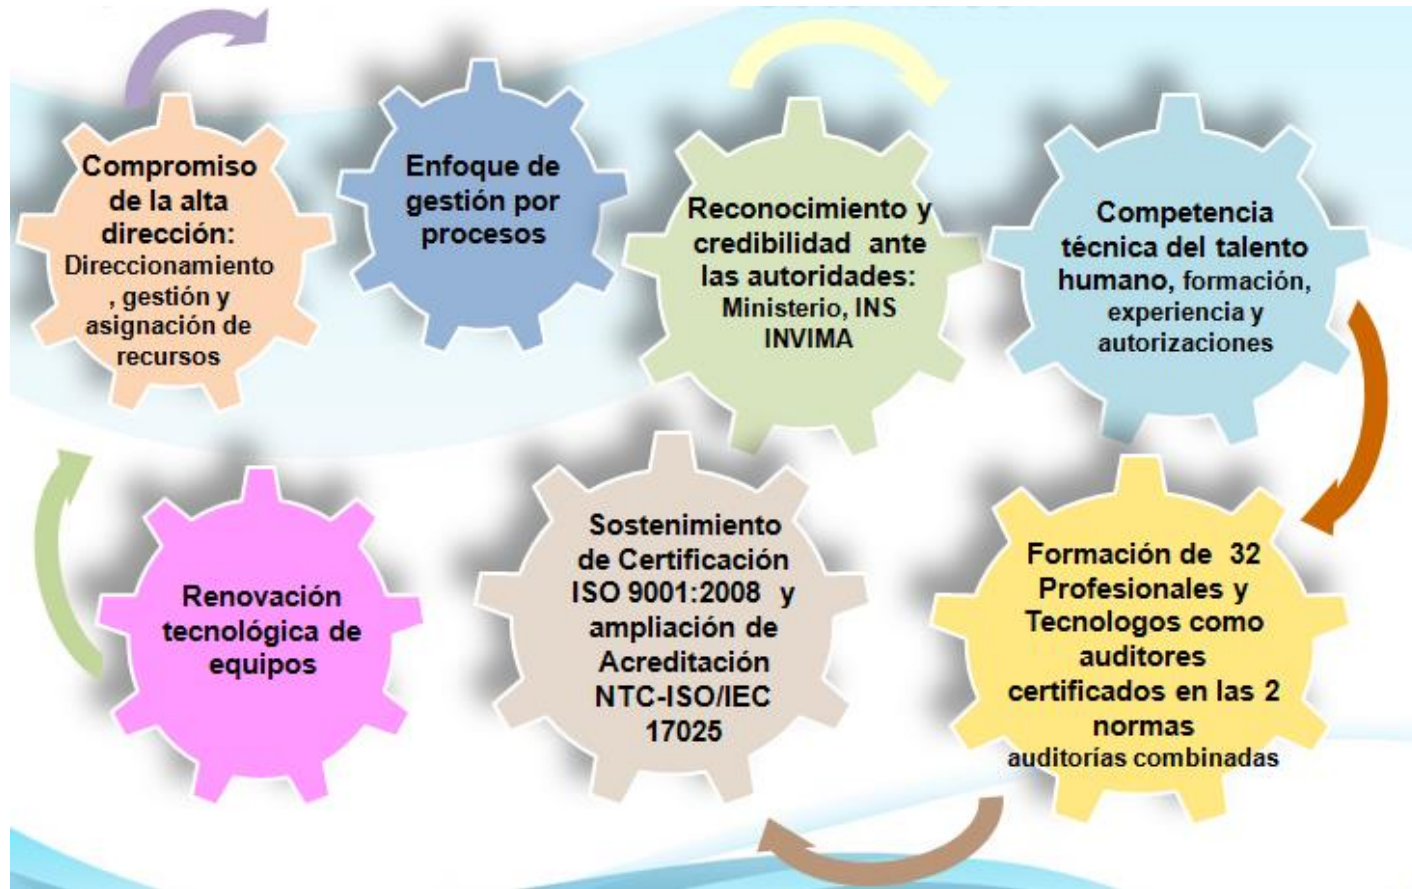 Compromiso
de la alta
dirección:
Direccionamiento
, gestión y
asignación de
recursos
Enfoque de
gestión por
procesos
Reconocimiento y
credibilidad ante
las autoridades:
Ministerio, INS
INVIMA
Competencia
técnica del talento
humano, formación,
experiencia y
autorizaciones
Formación de 32
Profesionales y
Tecnologos como
auditores
certificados en las 2
normas
auditorías combinadas
Sostenimiento
de Certificación
ISO 9001:2008 y
ampliación de
Acreditación
NTC-ISO/IEC
17025
Renovación
tecnológica de
equipos